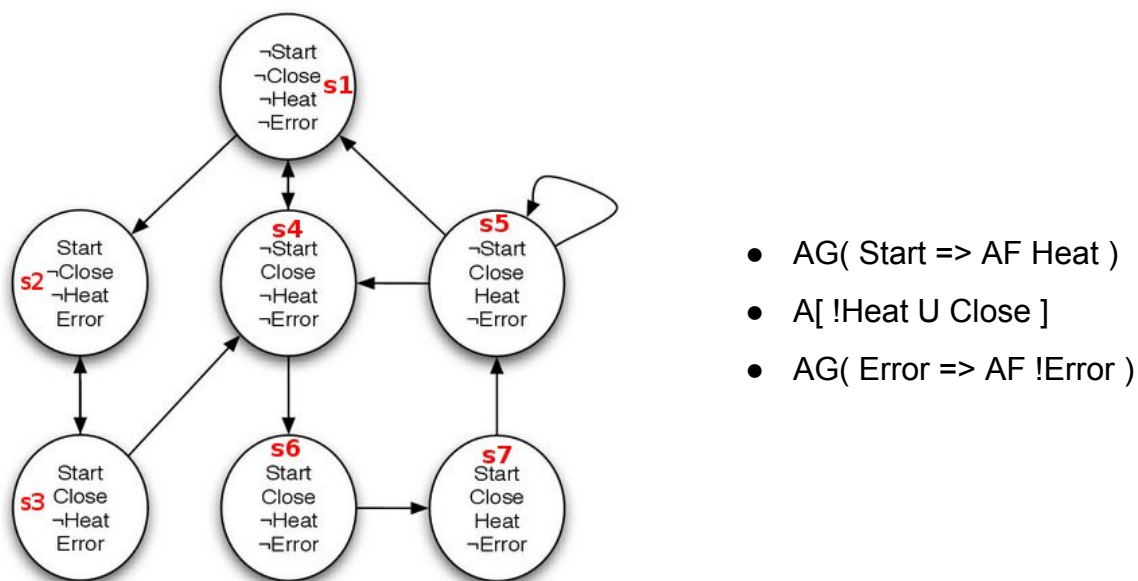 ¬Start
¬Close
s1
¬Heat
¬Error
s4
¬Start
Close
¬Heat
¬Error
s5
¬Start
Close
Heat
¬Error
Start
s2
¬Close
¬Heat
Error
s3
Start
Close
¬Heat
Error
s6
Start
Close
¬Heat
¬Error
s7
Start
Close
Heat
¬Error
● AG( Start => AF Heat )
● A[ !Heat U Close ]
● AG( Error => AF !Error )